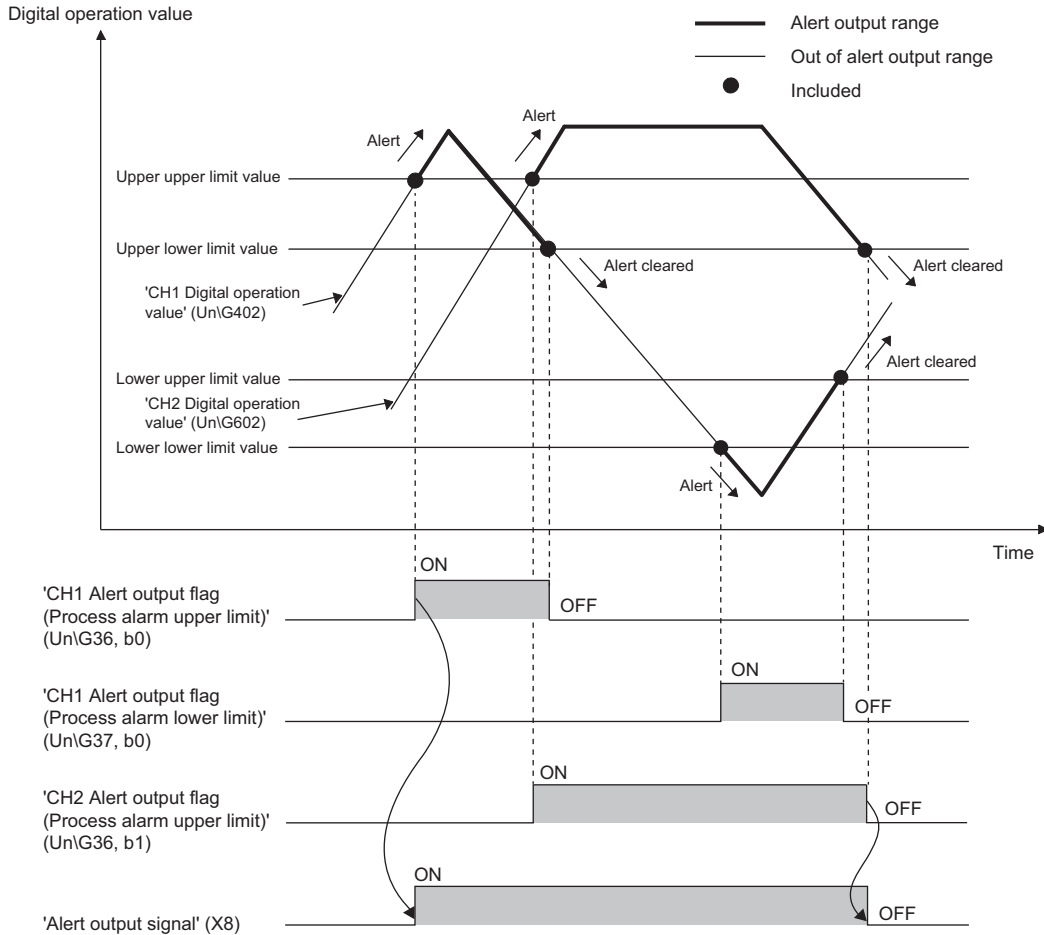 Digital operation value
Alert output range
Out of alert output range
Included
Alert
Alert
Upper upper limit value
Upper lower limit value
Alert cleared
Alert cleared
'CH1 Digital operation
value' (Un\G402)
Alert cleared
Lower upper limit value
'CH2 Digital operation
value' (Un\G602)
Lower lower limit value
Alert
Time
ON
'CH1 Alert output flag
(Process alarm upper limit)'
(Un\G36, b0)
OFF
ON
'CH1 Alert output flag
(Process alarm lower limit)'
(Un\G37, b0)
OFF
ON
'CH2 Alert output flag
(Process alarm upper limit)'
(Un\G36, b1)
OFF
ON
'Alert output signal' (X8)
OFF